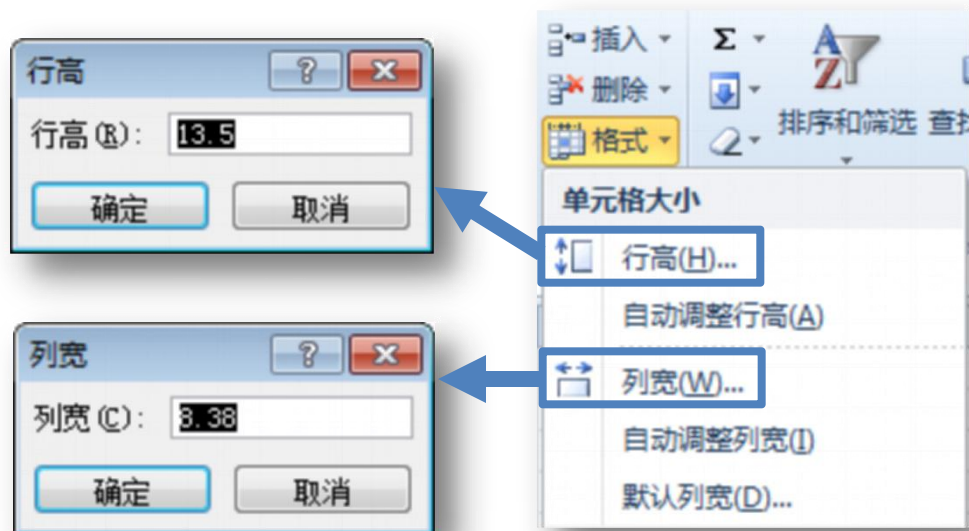 行高
行高(R):
13.5
确定
取消
列宽
列宽(C):
8.38
确定
取消
插入
删除
格式
Σ
排序和筛选
单元格大小
行高(H)...
自动调整行高(A)
列宽(W)...
自动调整列宽(I)
默认列宽(D)...